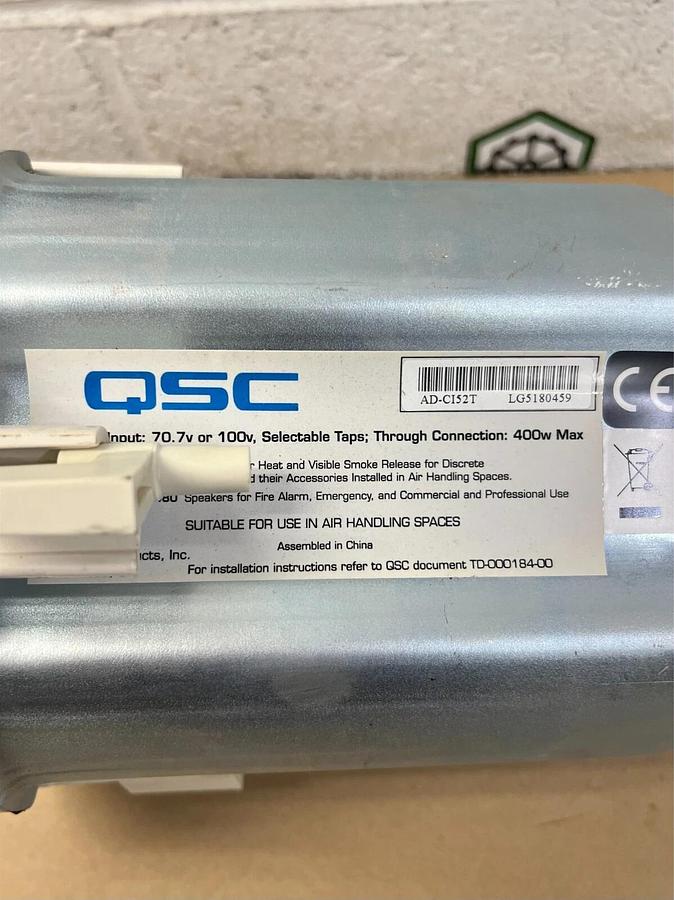 QSC
AD-CI52T LG5180459
Input: 70.7v or 100v, Selectable Taps; Through Connection: 400w Max
Heat and Visible Smoke Release for Discrete
their Accessories Installed in Air Handling Spaces.
Speakers for Fire Alarm, Emergency, and Commercial and Professional Use
SUITABLE FOR USE IN AIR HANDLING SPACES
Assembled in China
Inc.
For installation instructions refer to QSC document TD-000184-00
CE